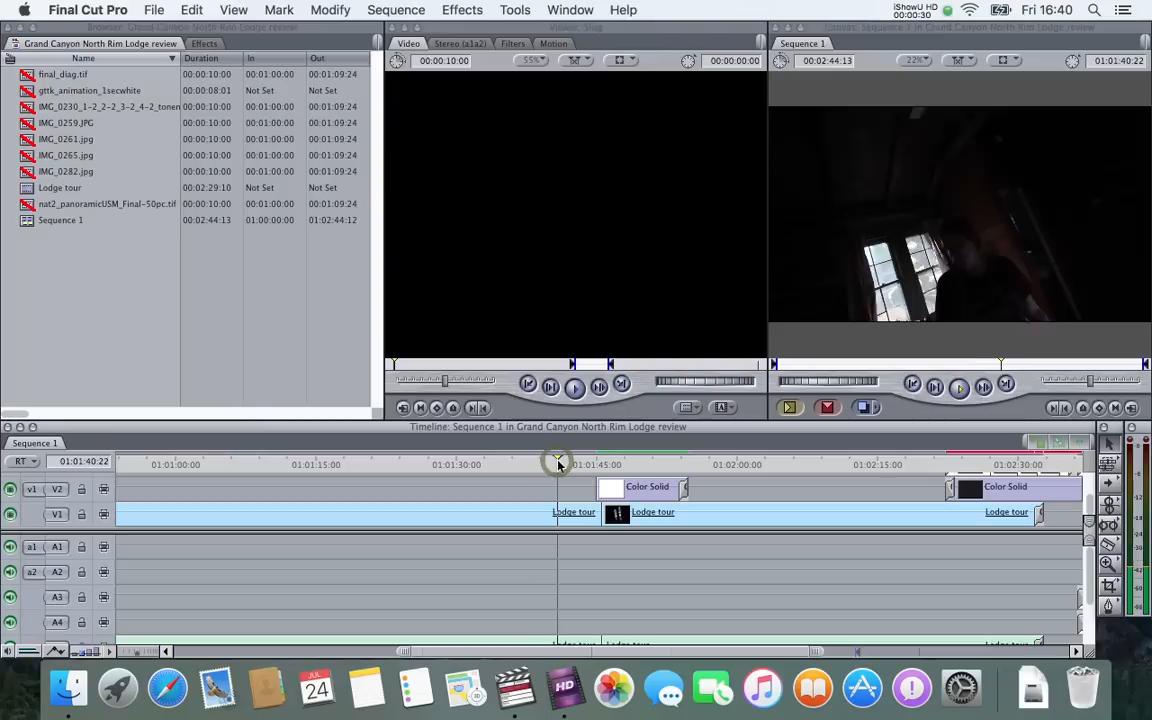 Final Cut Pro File Edit View Mark Modify Sequence Effects Tools Window Help iShowU HD 00:00:30 Fri 16:40
Browser: Grand Canyon North Rim Lodge review
Viewer: Slug
Canvas: Sequence 1 in Grand Canyon North Rim Lodge review
Grand Canyon North Rim Lodge review Effects
Video Stereo (a1a2) Filters Motion
Sequence 1
Name Duration In Out
00:00:10:00 55% 00:00:00:00
00:02:44:13 22% 01:01:40:22
final_diag.tif 00:00:10:00 00:01:00:00 00:01:09:24
gttk_animation_1secwhite 00:00:08:01 Not Set Not Set
IMG_0230_1-2_2-2_3-2_4-2_tonen 00:00:10:00 00:01:00:00 00:01:09:24
IMG_0259.JPG 00:00:10:00 00:01:00:00 00:01:09:24
IMG_0261.jpg 00:00:10:00 00:01:00:00 00:01:09:24
IMG_0265.jpg 00:00:10:00 00:01:00:00 00:01:09:24
IMG_0282.jpg 00:00:10:00 00:01:00:00 00:01:09:24
Lodge tour 00:02:29:10 Not Set Not Set
nat2_panoramicUSM_Final-50pc.tif 00:00:10:00 00:01:00:00 00:01:09:24
Sequence 1 00:02:44:13 01:00:00:00 01:02:44:12
Timeline: Sequence 1 in Grand Canyon North Rim Lodge review
Sequence 1
RT 01:01:40:22 01:01:00:00 01:01:15:00 01:01:30:00 01:01:45:00 01:02:00:00 01:02:15:00 01:02:30:00
v1 V2 Color Solid Color Solid
V1 Lodge tour Lodge tour Lodge tour
a1 A1
a2 A2
A3
A4
Lodge tour Lodge tour Lodge tour
JUL
24
HD